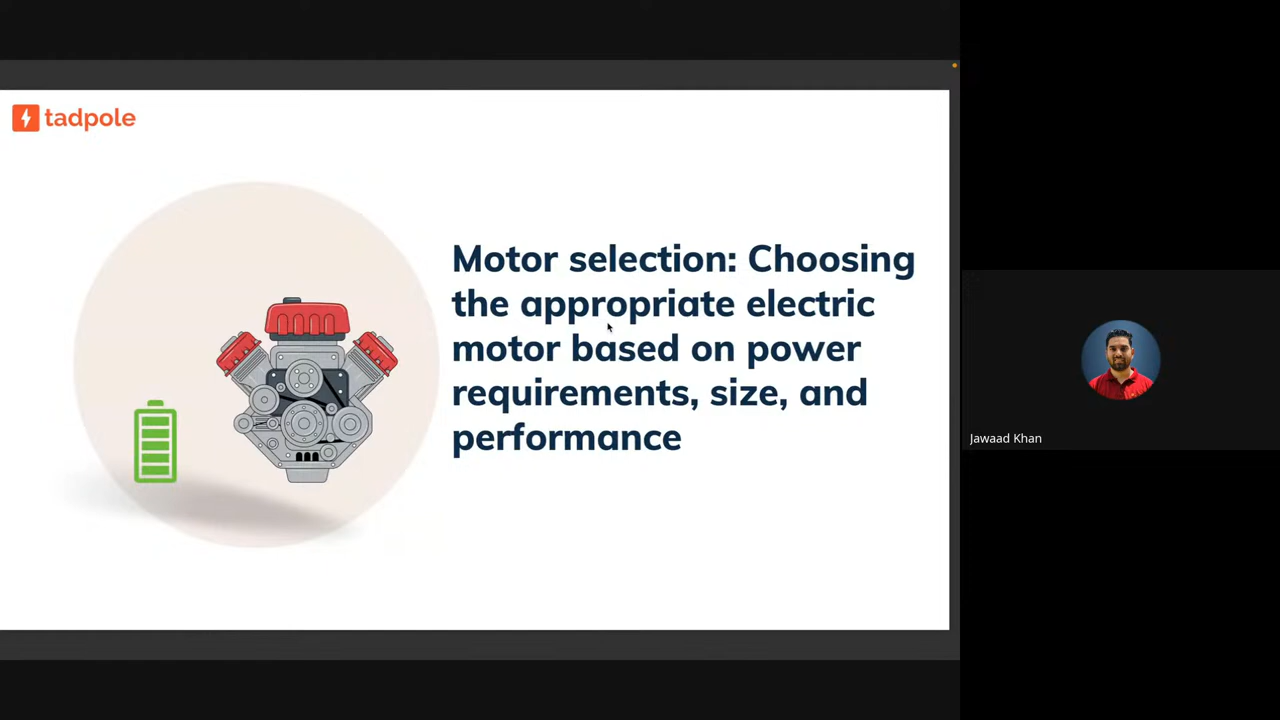 tadpole
Motor selection: Choosing
the appropriate electric
motor based on power
requirements, size, and
performance
Jawaad Khan